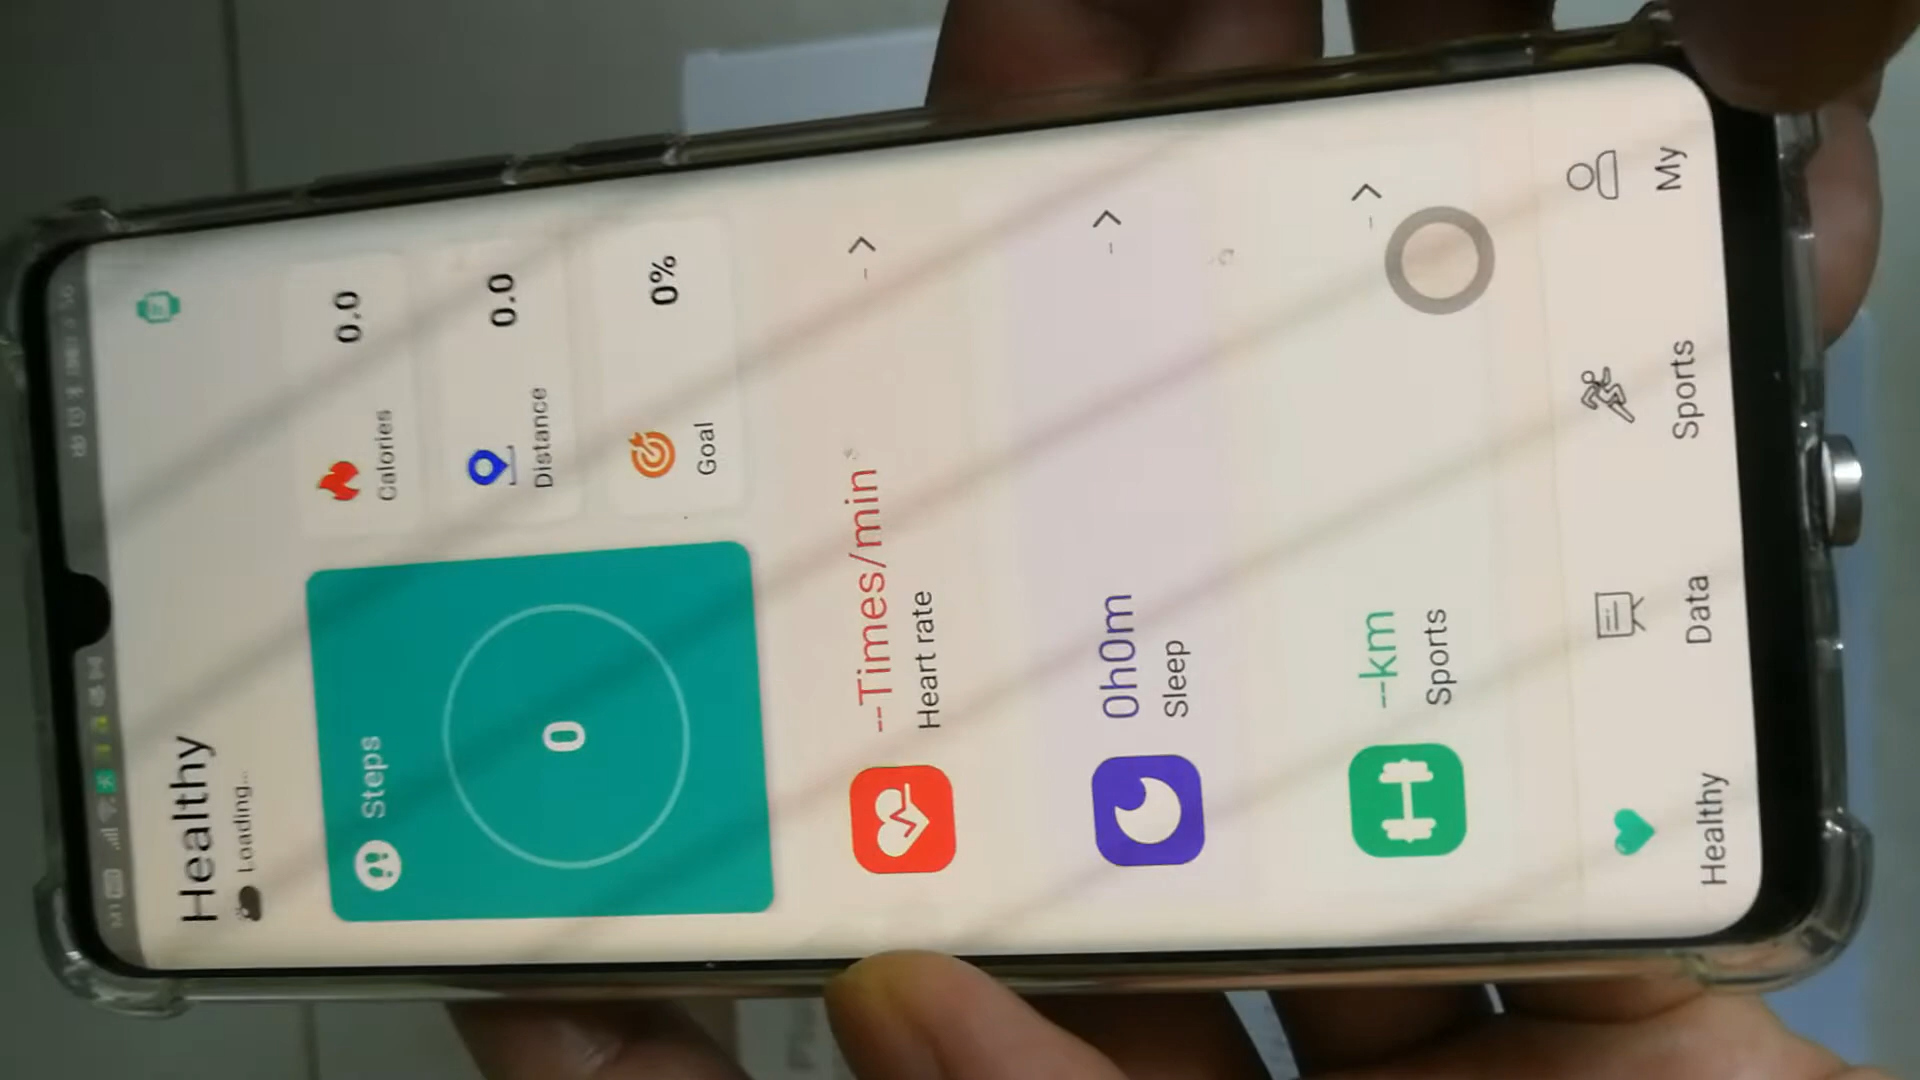 Healthy
Loading...
Steps
0
Calories
0.0
Distance
0.0
Goal
0%
--Times/min
Heart rate
-- >
0h0m
Sleep
-- >
--km
Sports
-- >
Healthy
Data
Sports
My